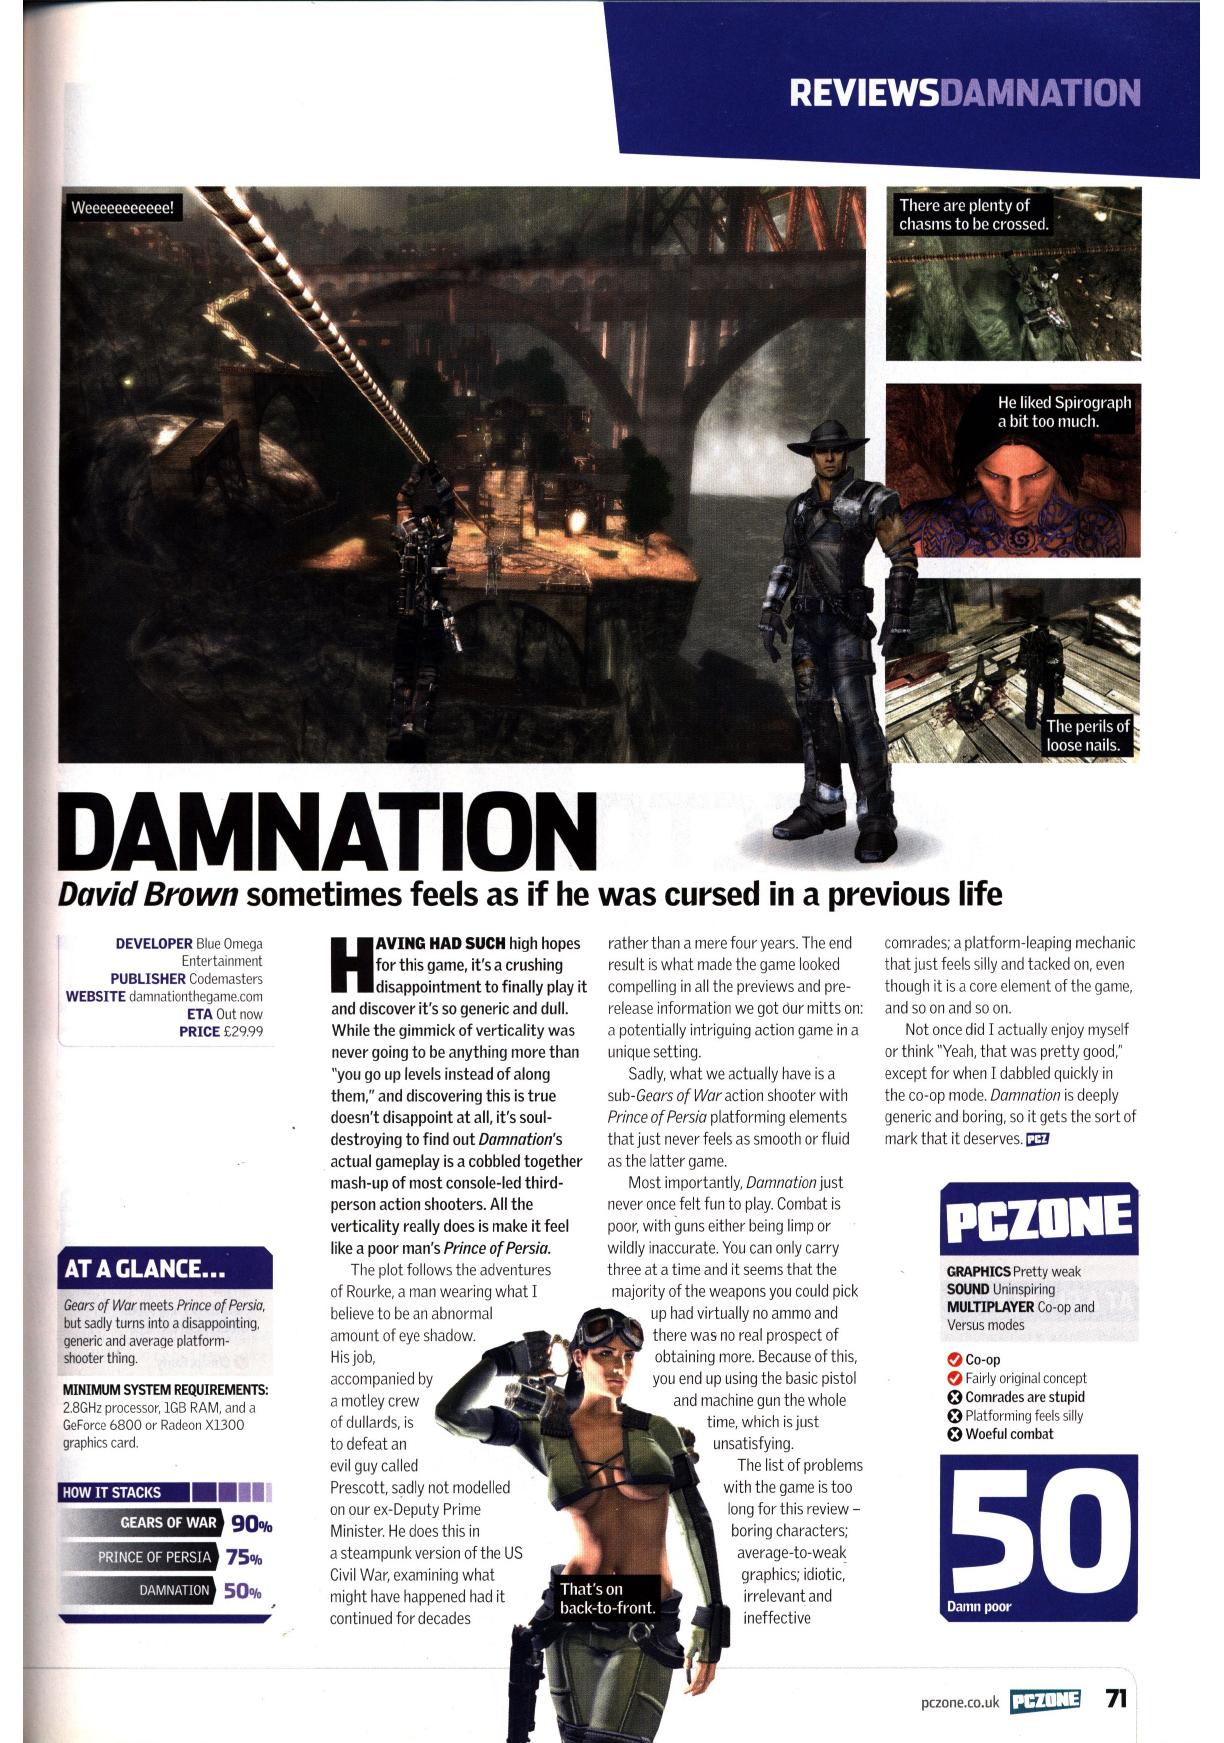 REVIEWSDAMNATION
Weeeeeeeeeee!
There are plenty of
chasms to be crossed.
He liked Spirograph
a bit too much.
The perils of
loose nails.
DAMNATION
David Brown sometimes feels as if he was cursed in a previous life
DEVELOPER Blue Omega
Entertainment
PUBLISHER Codemasters
WEBSITE damnationthegame.com
ETA Out now
PRICE £29.99
AT A GLANCE...
Gears of War meets Prince of Persia,
but sadly turns into a disappointing,
generic and average platform-
shooter thing.
MINIMUM SYSTEM REQUIREMENTS:
2.8GHz processor, 1GB RAM, and a
GeForce 6800 or Radeon X1300
graphics card.
HOW IT STACKS
GEARS OF WAR 90%
PRINCE OF PERSIA 75%
DAMNATION 50%
HAVING HAD SUCH high hopes
for this game, it's a crushing
disappointment to finally play it
and discover it's so generic and dull.
While the gimmick of verticality was
never going to be anything more than
"you go up levels instead of along
them," and discovering this is true
doesn't disappoint at all, it's soul-
destroying to find out Damnation's
actual gameplay is a cobbled together
mash-up of most console-led third-
person action shooters. All the
verticality really does is make it feel
like a poor man's Prince of Persia.
The plot follows the adventures
of Rourke, a man wearing what I
believe to be an abnormal
amount of eye shadow.
His job,
accompanied by
a motley crew
of dullards, is
to defeat an
evil guy called
Prescott, sadly not modelled
on our ex-Deputy Prime
Minister. He does this in
a steampunk version of the US
Civil War, examining what
might have happened had it
continued for decades
rather than a mere four years. The end
result is what made the game looked
compelling in all the previews and pre-
release information we got our mitts on:
a potentially intriguing action game in a
unique setting.
Sadly, what we actually have is a
sub-Gears of War action shooter with
Prince of Persia platforming elements
that just never feels as smooth or fluid
as the latter game.
Most importantly, Damnation just
never once felt fun to play. Combat is
poor, with guns either being limp or
wildly inaccurate. You can only carry
three at a time and it seems that the
majority of the weapons you could pick
up had virtually no ammo and
there was no real prospect of
obtaining more. Because of this,
you end up using the basic pistol
and machine gun the whole
time, which is just
unsatisfying.
The list of problems
with the game is too
long for this review –
boring characters;
average-to-weak
graphics; idiotic,
irrelevant and
ineffective
That's on
back-to-front.
comrades; a platform-leaping mechanic
that just feels silly and tacked on, even
though it is a core element of the game,
and so on and so on.
Not once did I actually enjoy myself
or think "Yeah, that was pretty good,"
except for when I dabbled quickly in
the co-op mode. Damnation is deeply
generic and boring, so it gets the sort of
mark that it deserves. PCZ
PCZONE
GRAPHICS Pretty weak
SOUND Uninspiring
MULTIPLAYER Co-op and
Versus modes
Co-op
Fairly original concept
Comrades are stupid
Platforming feels silly
Woeful combat
50
Damn poor
pczone.co.uk PCZONE 71